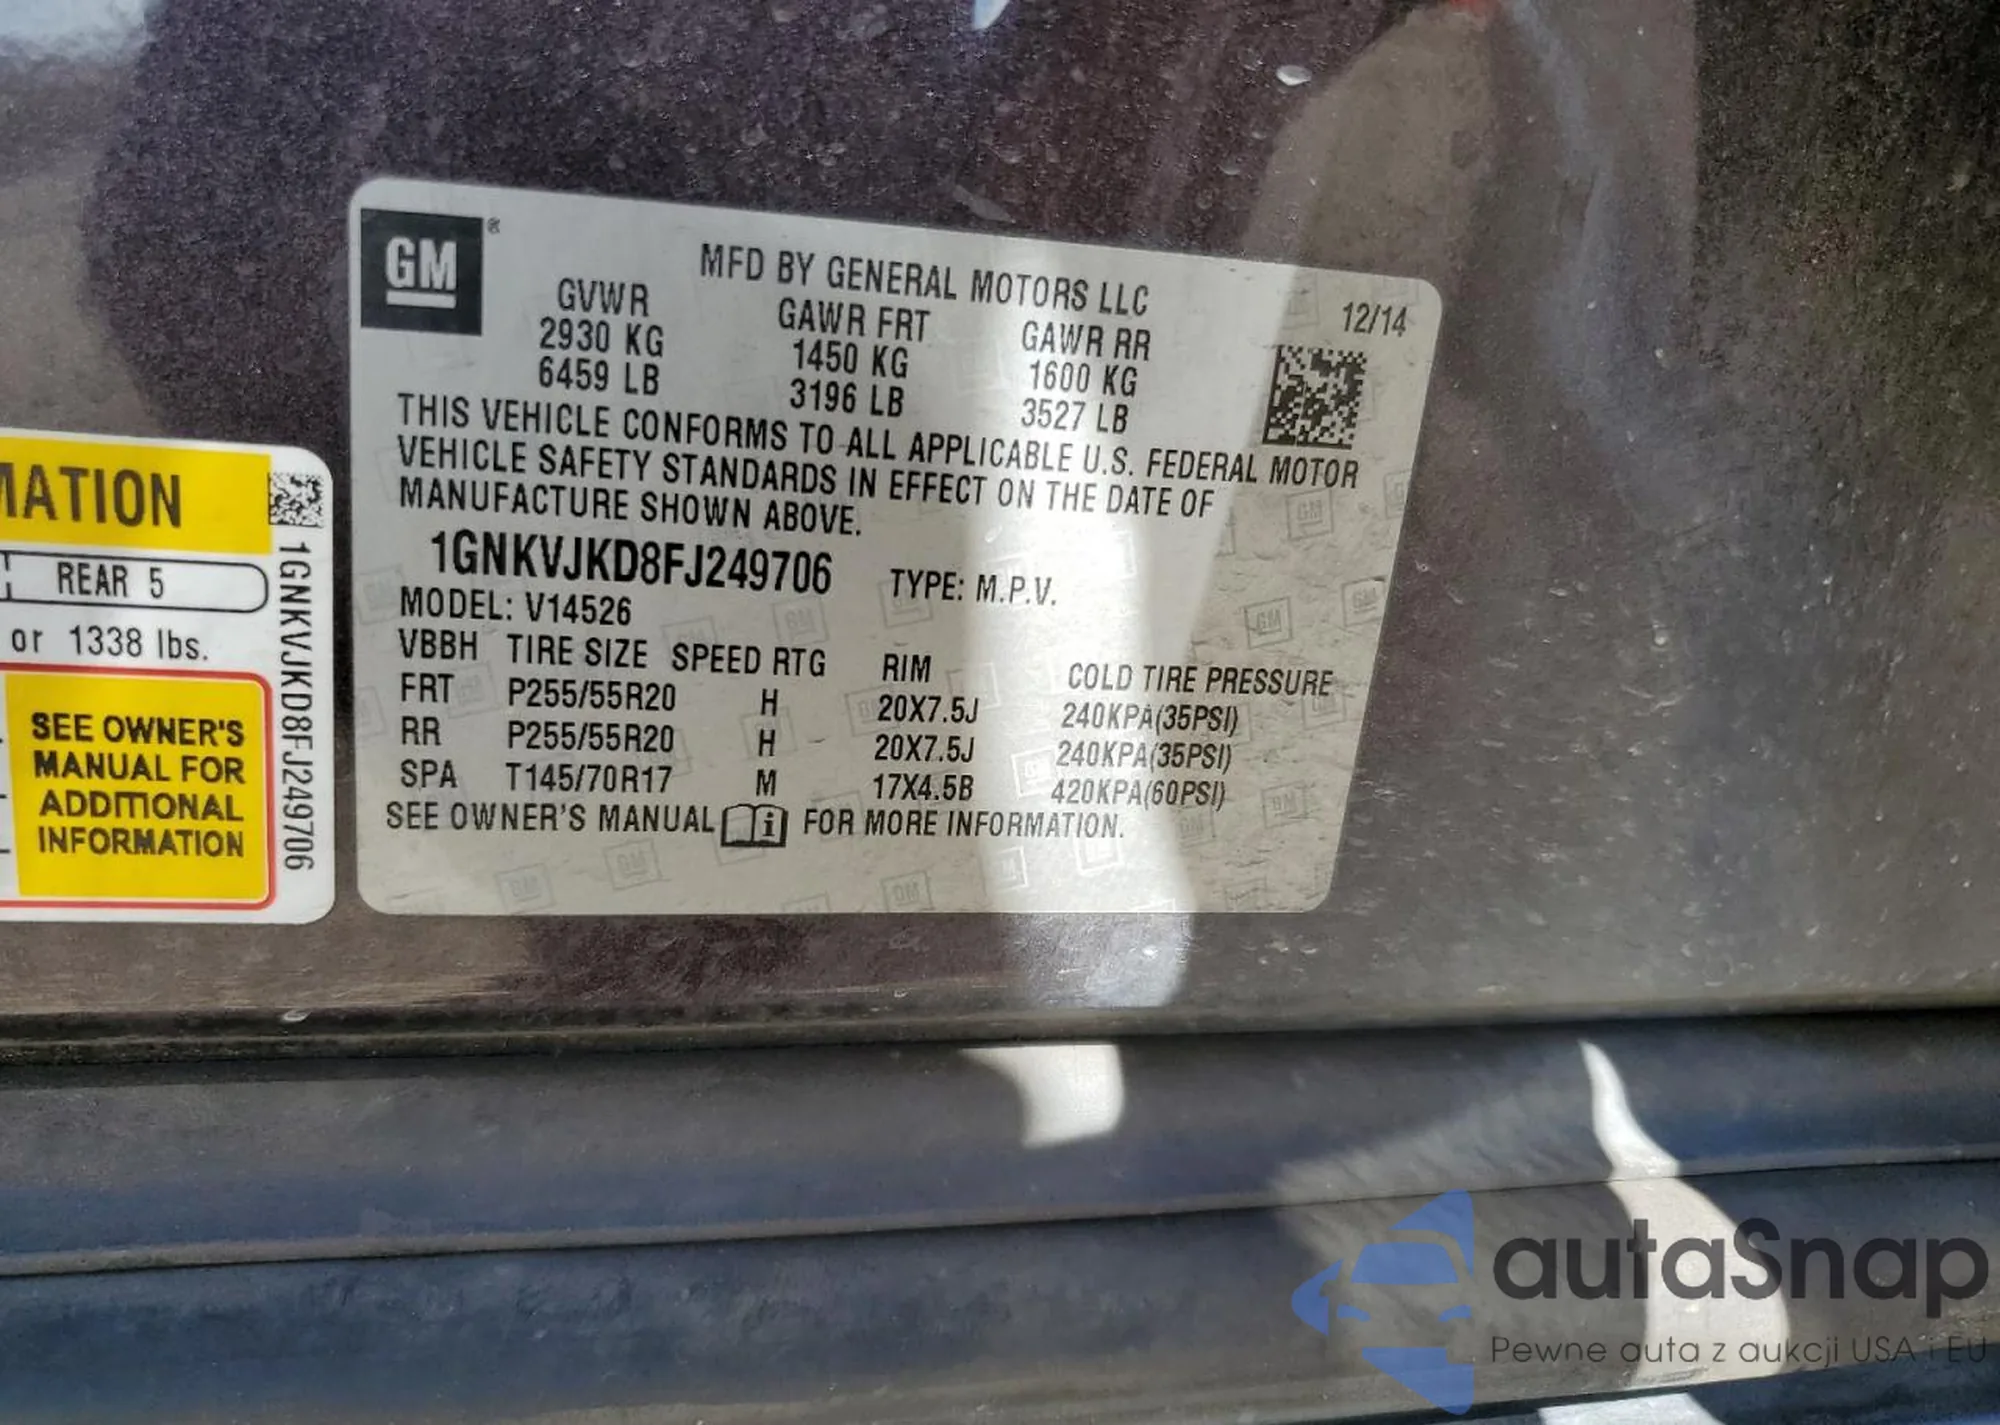 GM®
MFD BY GENERAL MOTORS LLC
12/14
GVWR GAWR FRT GAWR RR
2930 KG 1450 KG 1600 KG
6459 LB 3196 LB 3527 LB
THIS VEHICLE CONFORMS TO ALL APPLICABLE U.S. FEDERAL MOTOR
VEHICLE SAFETY STANDARDS IN EFFECT ON THE DATE OF
MANUFACTURE SHOWN ABOVE.
1GNKVJKD8FJ249706 TYPE: M.P.V.
MODEL: V14526
VBBH TIRE SIZE SPEED RTG RIM COLD TIRE PRESSURE
FRT P255/55R20 H 20X7.5J 240KPA(35PSI)
RR P255/55R20 H 20X7.5J 240KPA(35PSI)
SPA T145/70R17 M 17X4.5B 420KPA(60PSI)
SEE OWNER'S MANUAL FOR MORE INFORMATION.
MATION
REAR 5
or 1338 lbs.
SEE OWNER'S
MANUAL FOR
ADDITIONAL
INFORMATION
1GNKVJKD8FJ249706
autaSnap
Pewne auta z aukcji USA i EU